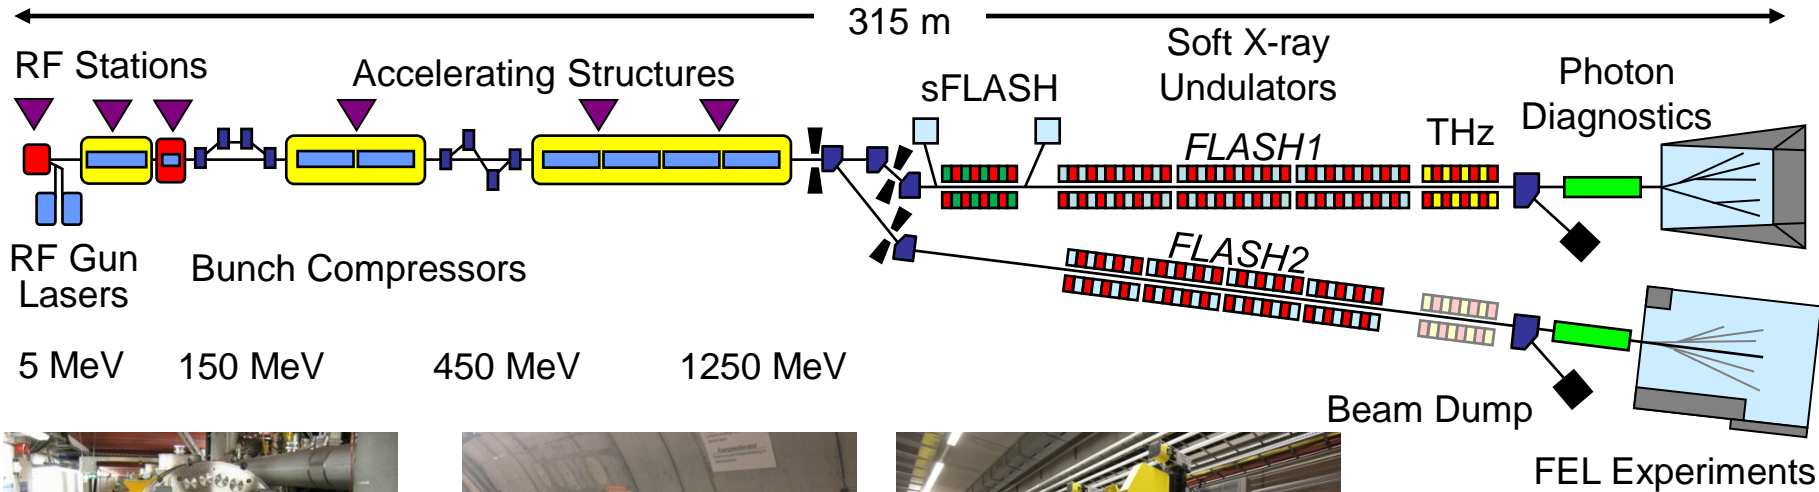 315 m
RF Stations
Accelerating Structures
sFLASH
Soft X-ray
Undulators
THz
Photon
Diagnostics
FLASH1
FLASH2
RF Gun
Lasers
Bunch Compressors
5 MeV
150 MeV
450 MeV
1250 MeV
Beam Dump
FEL Experiments